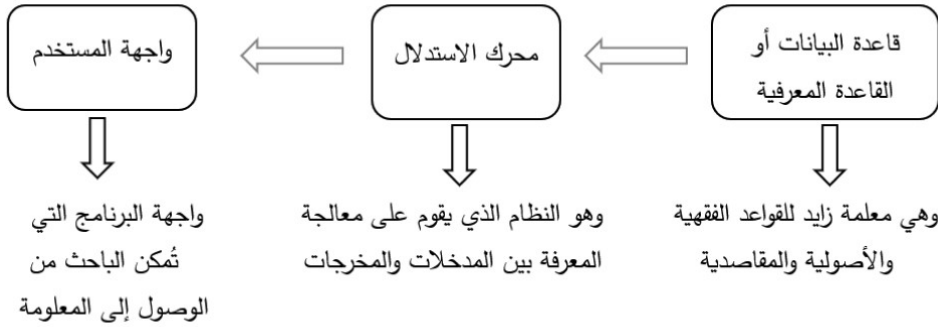 قاعدة البيانات أو
القاعدة المعرفية
محرك الاستدلال
واجهة المستخدم
وهي معلمة زايد للقواعد الفقهية
والأصولية والمقاصدية
وهو النظام الذي يقوم على معالجة
المعرفة بين المدخلات والمخرجات
واجهة البرنامج التي
تُمكن الباحث من
الوصول إلى المعلومة